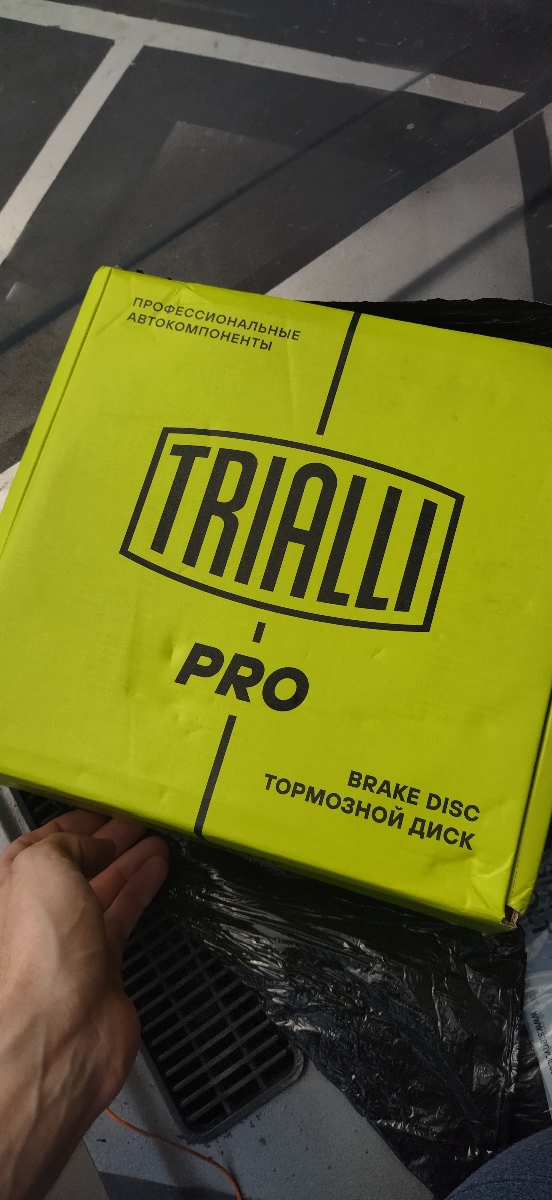 ПРОФЕССИОНАЛЬНЫЕ
АВТОКОМПОНЕНТЫ
TRIALLI
PRO
BRAKE DISC
ТОРМОЗНОЙ ДИСК